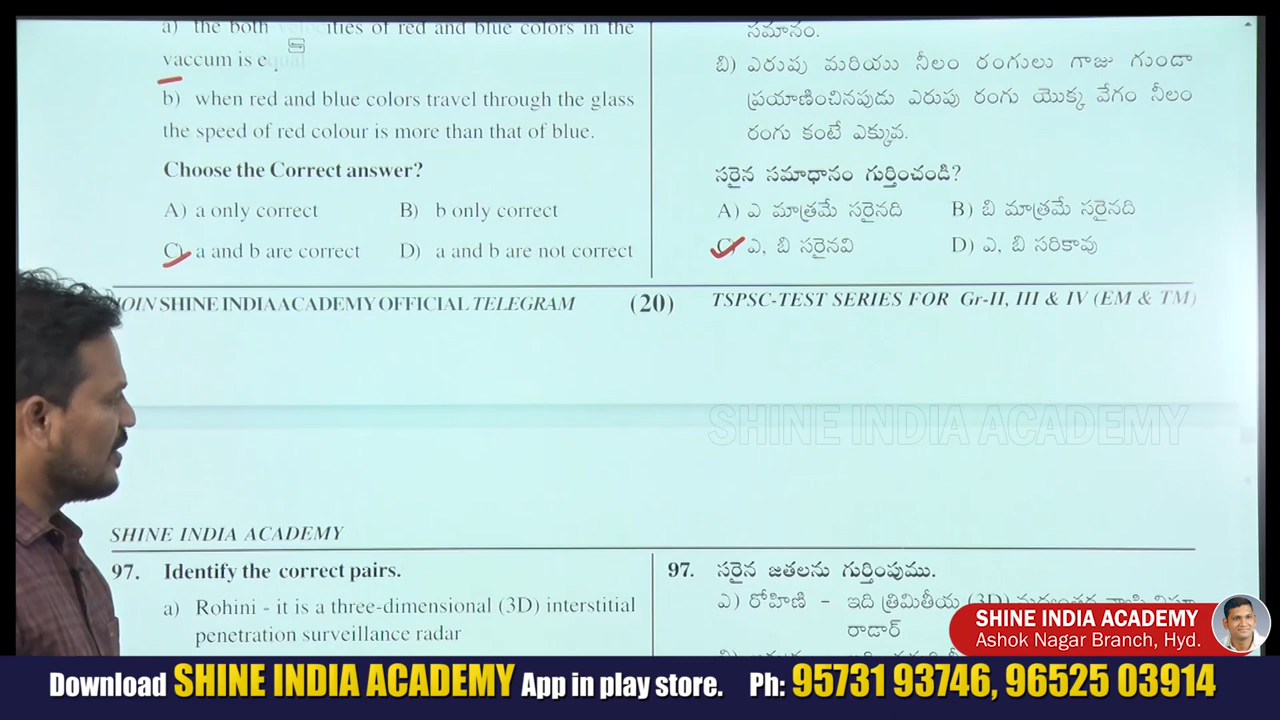 a) the both velocities of red and blue colors in the
vaccum is equal
b) when red and blue colors travel through the glass
the speed of red colour is more than that of blue.
Choose the Correct answer?
A) a only correct B) b only correct
C) a and b are correct D) a and b are not correct
సమానం.
బి) ఎరువు మరియు నీలం రంగులు గాజు గుండా
ప్రయాణించినపుడు ఎరుపు రంగు యొక్క వేగం నీలం
రంగు కంటే ఎక్కువ.
సరైన సమాధానం గుర్తించండి?
A) ఎ మాత్రమే సరైనది B) బి మాత్రమే సరైనది
C) ఎ, బి సరైనవి D) ఎ, బి సరికావు
JOIN SHINE INDIA ACADEMY OFFICIAL TELEGRAM (20) TSPSC-TEST SERIES FOR Gr-II, III & IV (EM & TM)
SHINE INDIA ACADEMY
SHINE INDIA ACADEMY
97. Identify the correct pairs.
a) Rohini - it is a three-dimensional (3D) interstitial
penetration surveillance radar
97. సరైన జతలను గుర్తింపుము.
ఎ) రోహిణి - ఇది త్రిమితీయ (3D)
రాడార్
SHINE INDIA ACADEMY
Ashok Nagar Branch, Hyd.
Download SHINE INDIA ACADEMY App in play store. Ph: 95731 93746, 96525 03914